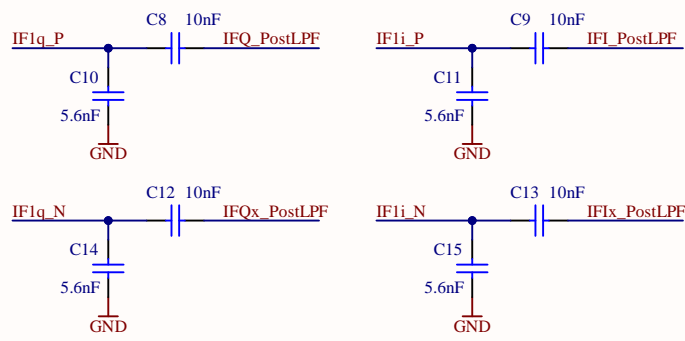 C8 10nF
IF1q_P IFQ_PostLPF
C10
5.6nF
GND
C9 10nF
IF1i_P IFI_PostLPF
C11
5.6nF
GND
C12 10nF
IF1q_N IFQx_PostLPF
C14
5.6nF
GND
C13 10nF
IF1i_N IFIx_PostLPF
C15
5.6nF
GND